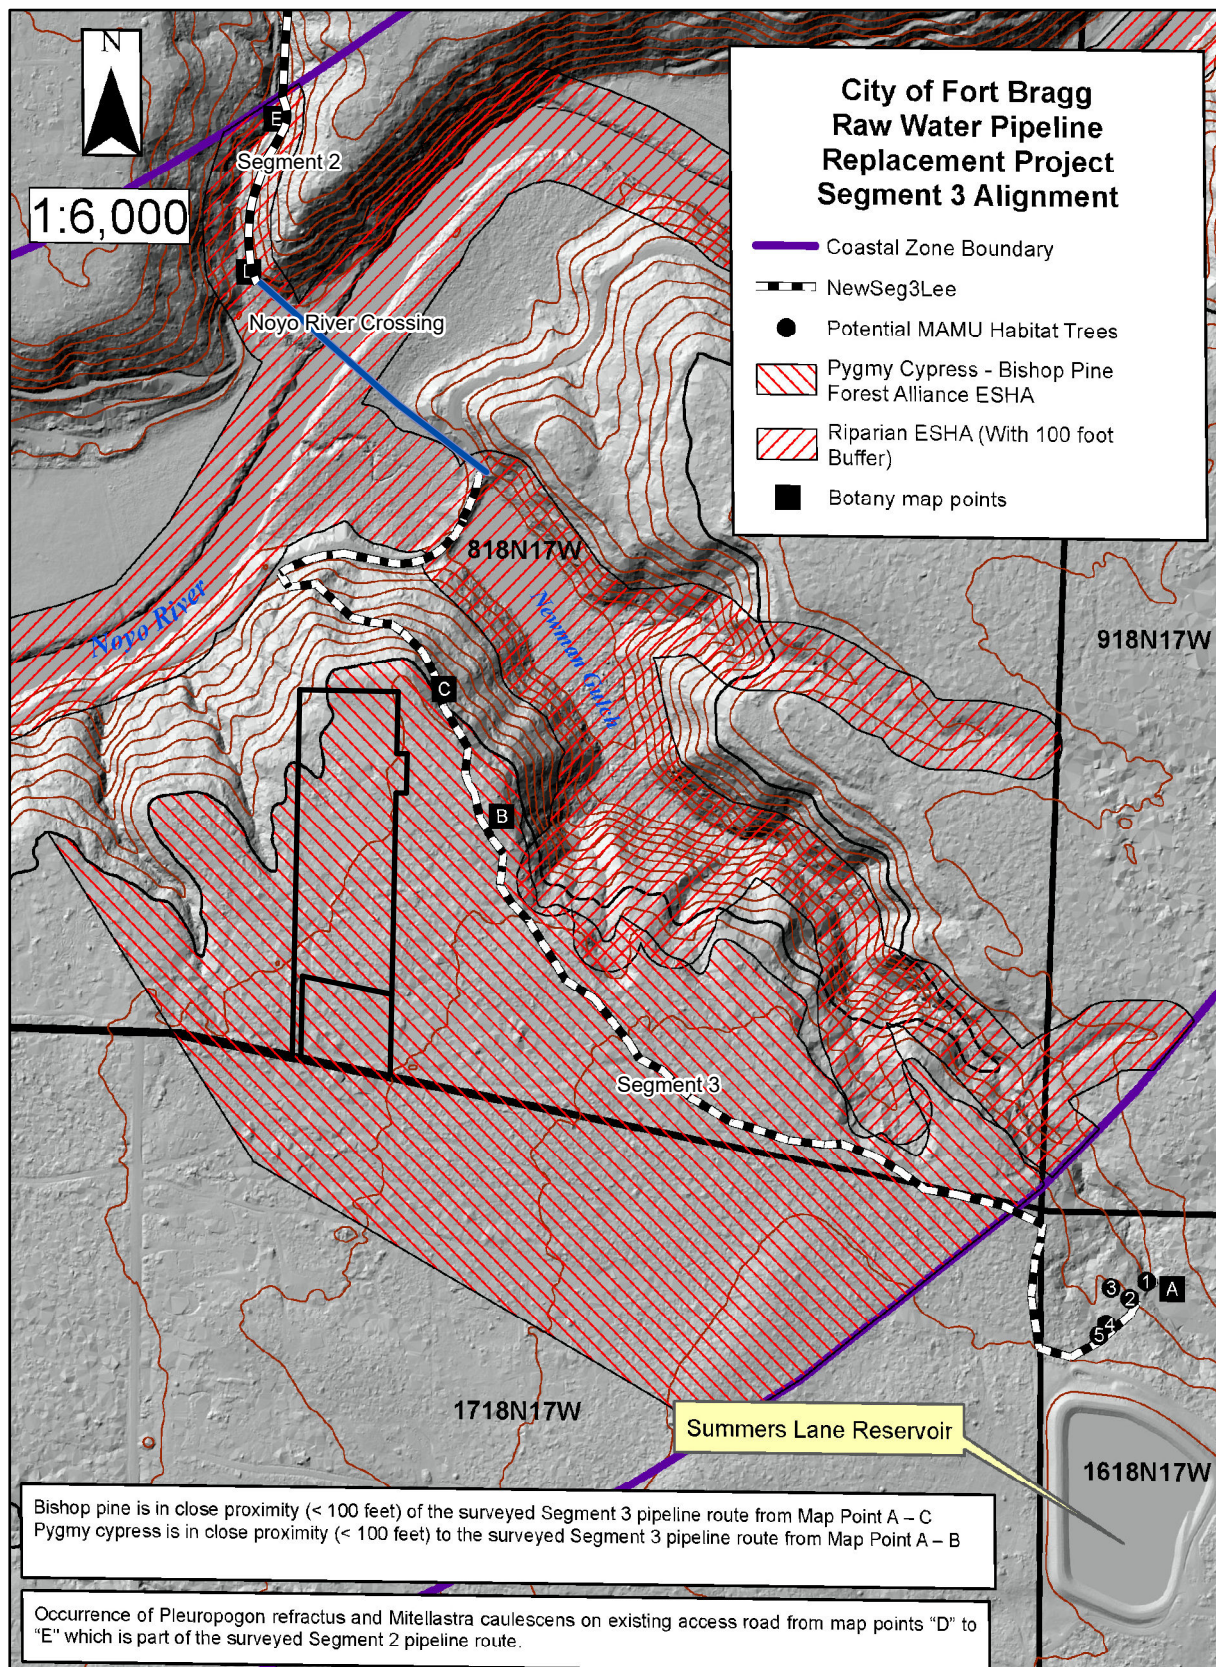 N
1:6,000
City of Fort Bragg
Raw Water Pipeline
Replacement Project
Segment 3 Alignment
Coastal Zone Boundary
NewSeg3Lee
Potential MAMU Habitat Trees
Pygmy Cypress - Bishop Pine
Forest Alliance ESHA
Riparian ESHA (With 100 foot
Buffer)
Botany map points
E
Segment 2
Noyo River Crossing
818N17W
Noyo River
Newman Gulch
918N17W
C
B
Segment 3
1
A
3
2
4
5
1718N17W
Summers Lane Reservoir
1618N17W
Bishop pine is in close proximity (< 100 feet) of the surveyed Segment 3 pipeline route from Map Point A – C
Pygmy cypress is in close proximity (< 100 feet) to the surveyed Segment 3 pipeline route from Map Point A – B
Occurrence of Pleuropogon refractus and Mitellastra caulescens on existing access road from map points “D” to
“E” which is part of the surveyed Segment 2 pipeline route.